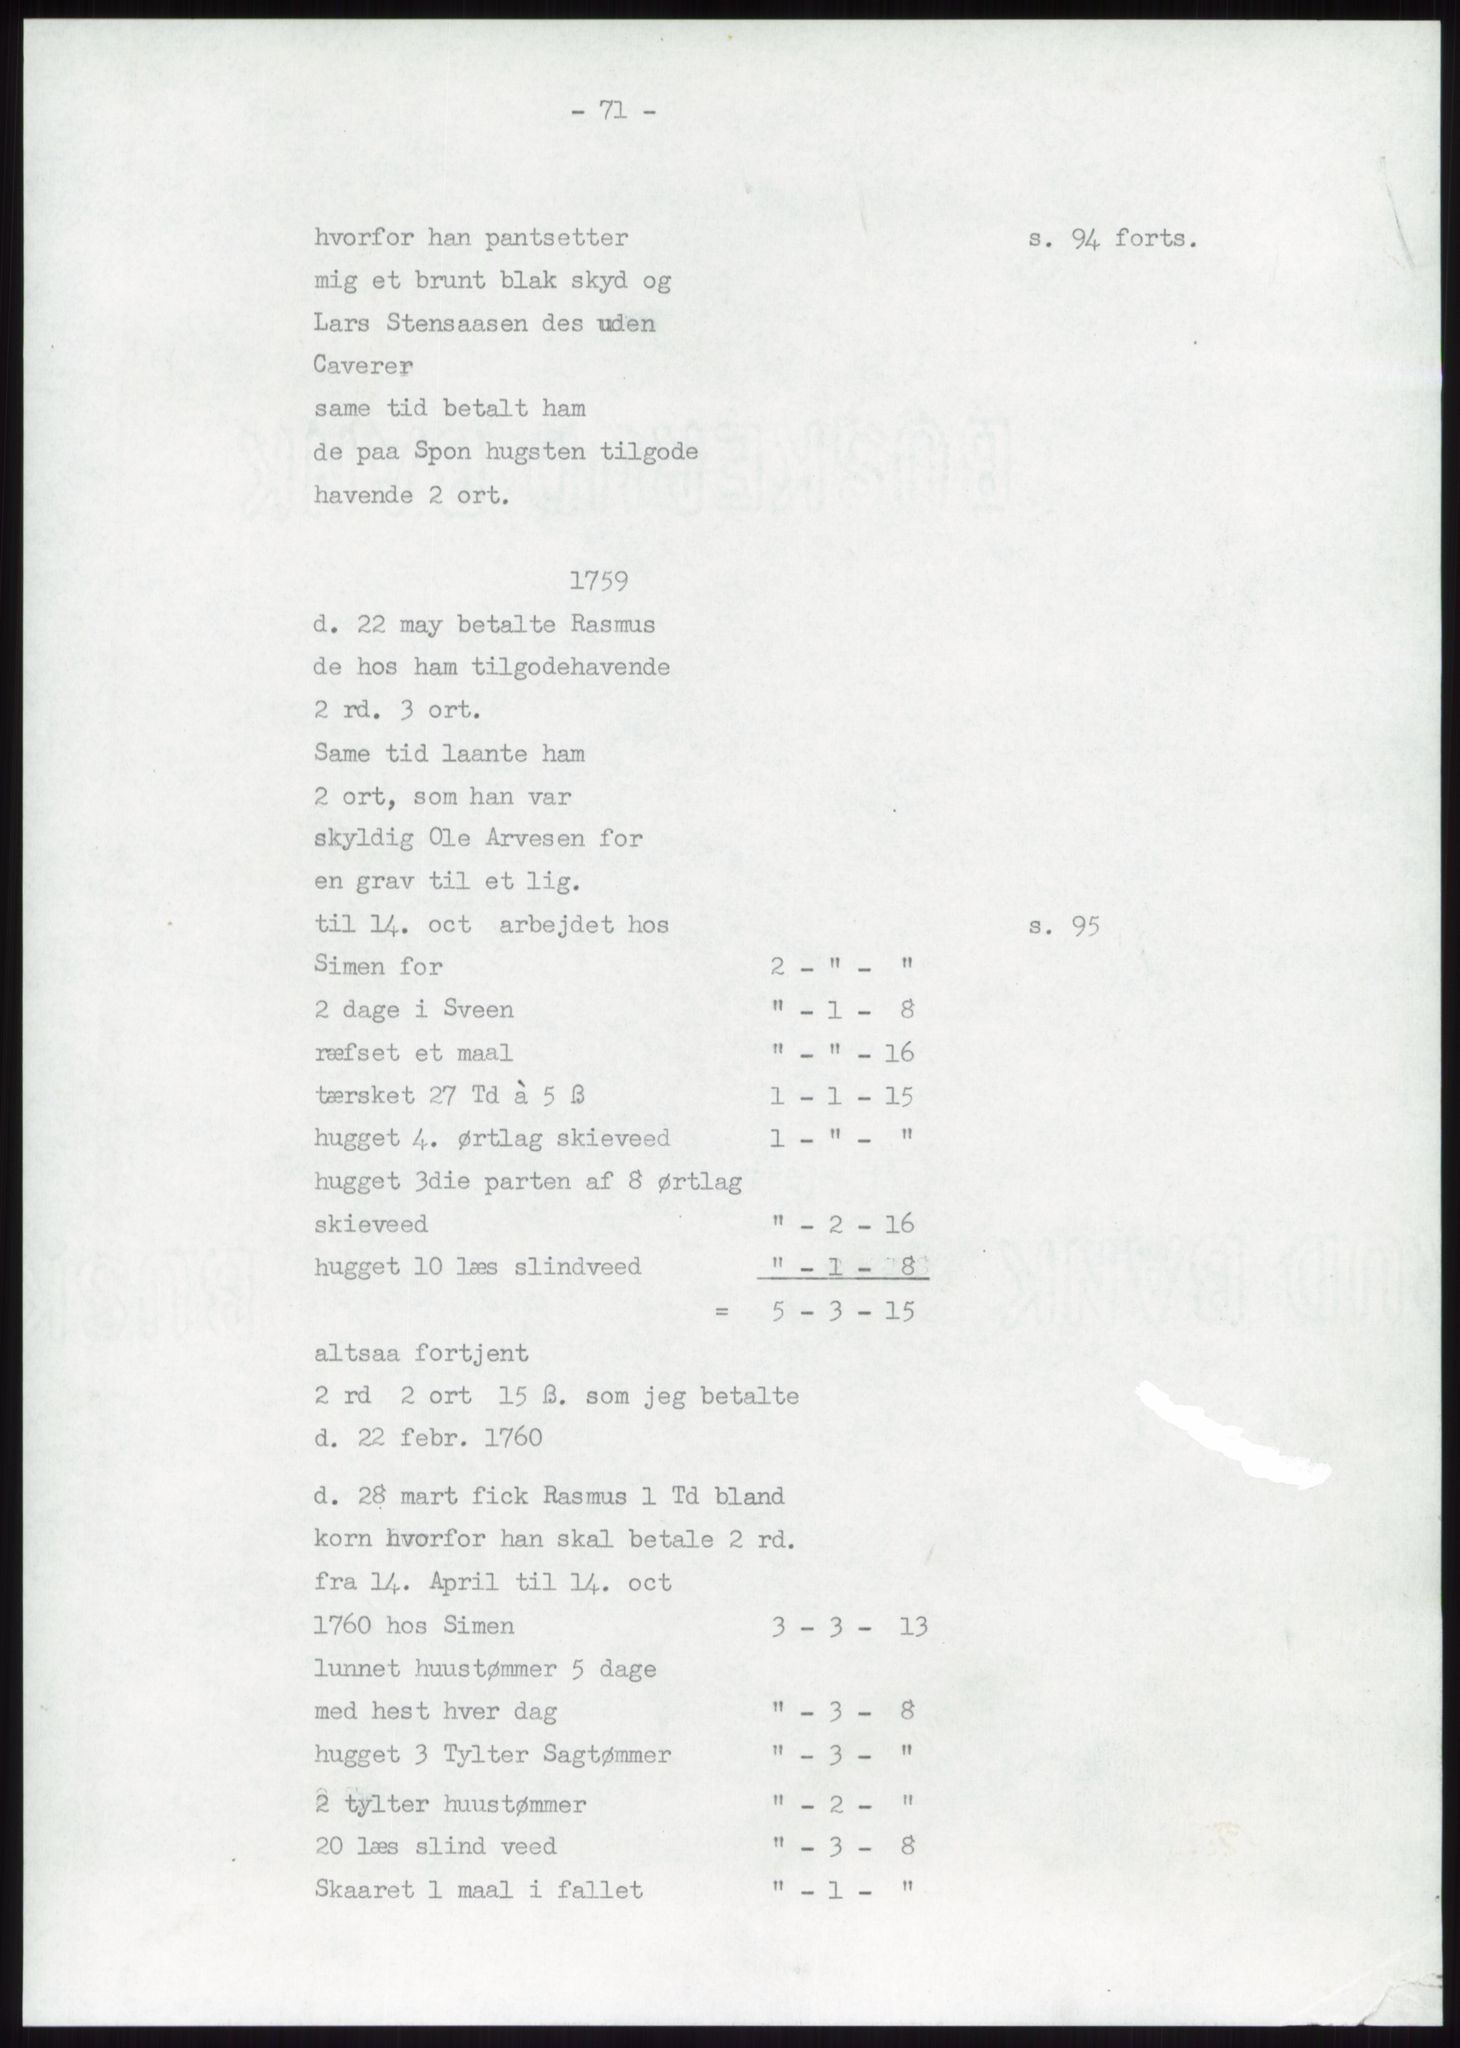 - 71 -
hvorfor han pantsetter s. 94 forts.
mig et brunt blak skyd og
Lars Stensaasen des uden
Caverer
same tid betalt ham
de paa Spon hugsten tilgode
havende 2 ort.
1759
d. 22 may betalte Rasmus
de hos ham tilgodehavende
2 rd. 3 ort.
Same tid laante ham
2 ort, som han var
skyldig Ole Arvesen for
en grav til et lig.
til 14. oct arbejdet hos s. 95
Simen for 2 - " - "
2 dage i Sveen " - 1 - 8
ræfset et maal " - " - 16
tærsket 27 Td à 5 ß 1 - 1 - 15
hugget 4. ørtlag skieveed 1 - " - "
hugget 3die parten af 8 ørtlag
skieveed " - 2 - 16
hugget 10 læs slindveed " - 1 - 8
= 5 - 3 - 15
altsaa fortjent
2 rd 2 ort 15 ß. som jeg betalte
d. 22 febr. 1760
d. 28 mart fick Rasmus 1 Td bland
korn hvorfor han skal betale 2 rd.
fra 14. April til 14. oct
1760 hos Simen 3 - 3 - 13
lunnet huustømmer 5 dage
med hest hver dag " - 3 - 8
hugget 3 Tylter Sagtømmer " - 3 - "
2 tylter huustømmer " - 2 - "
20 læs slind veed " - 3 - 8
Skaaret 1 maal i fallet " - 1 - "